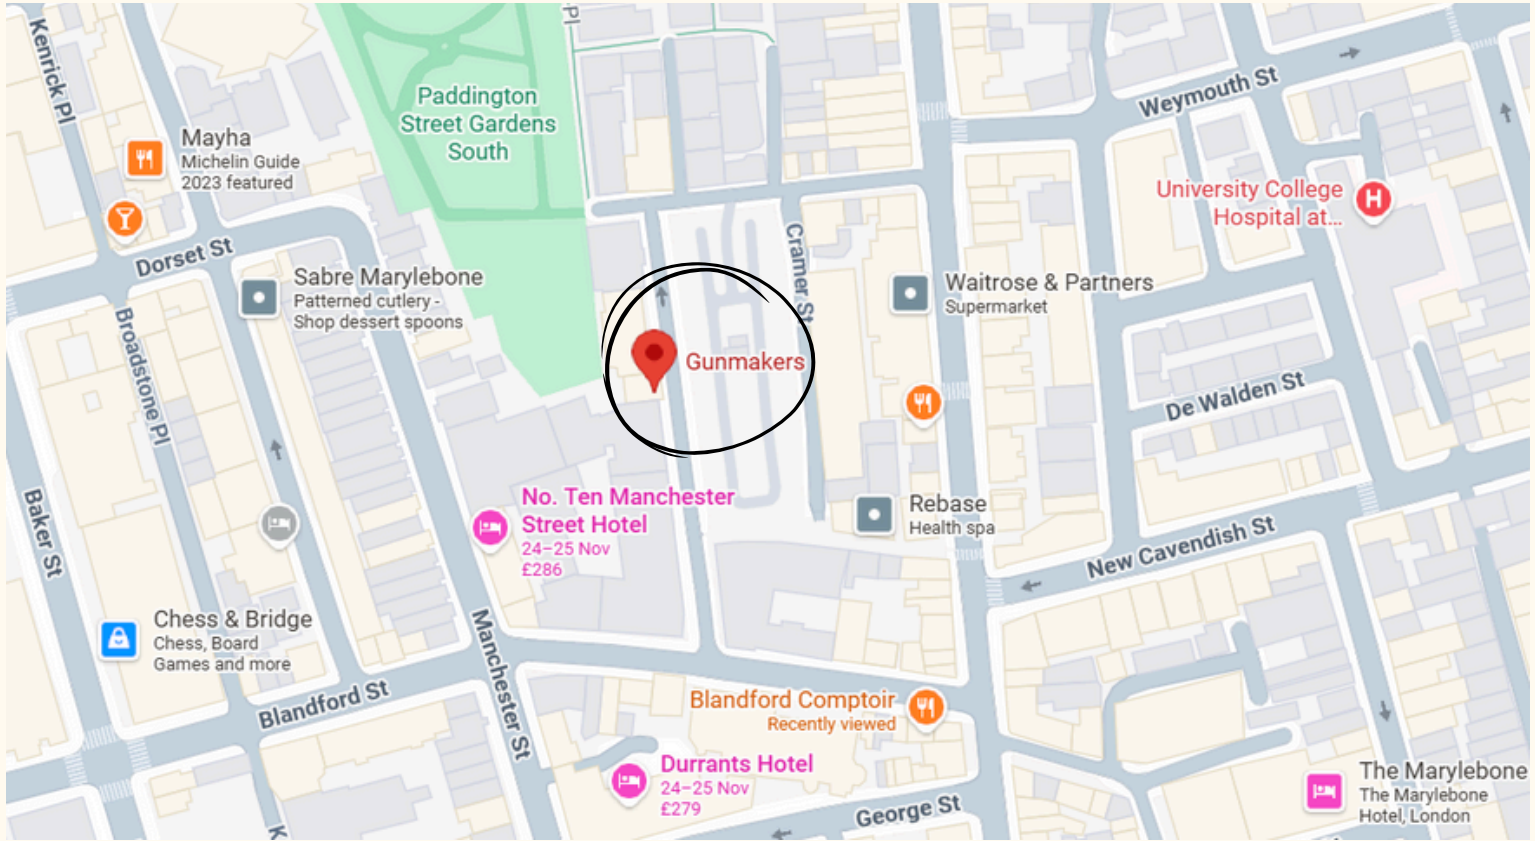 Kenrick Pl
Pl
Paddington
Street Gardens
South
Weymouth St
Mayha
Michelin Guide
2023 featured
University College
Hospital at...
Dorset St
Cramer St
Sabre Marylebone
Patterned cutlery -
Shop dessert spoons
Waitrose & Partners
Supermarket
Broadstone Pl
Gunmakers
De Walden St
Baker St
No. Ten Manchester
Street Hotel
24–25 Nov
£286
Rebase
Health spa
New Cavendish St
Chess & Bridge
Chess, Board
Games and more
Manchester St
Blandford St
Blandford Comptoir
Recently viewed
Durrants Hotel
24–25 Nov
£279
The Marylebone
The Marylebone
Hotel, London
George St
K